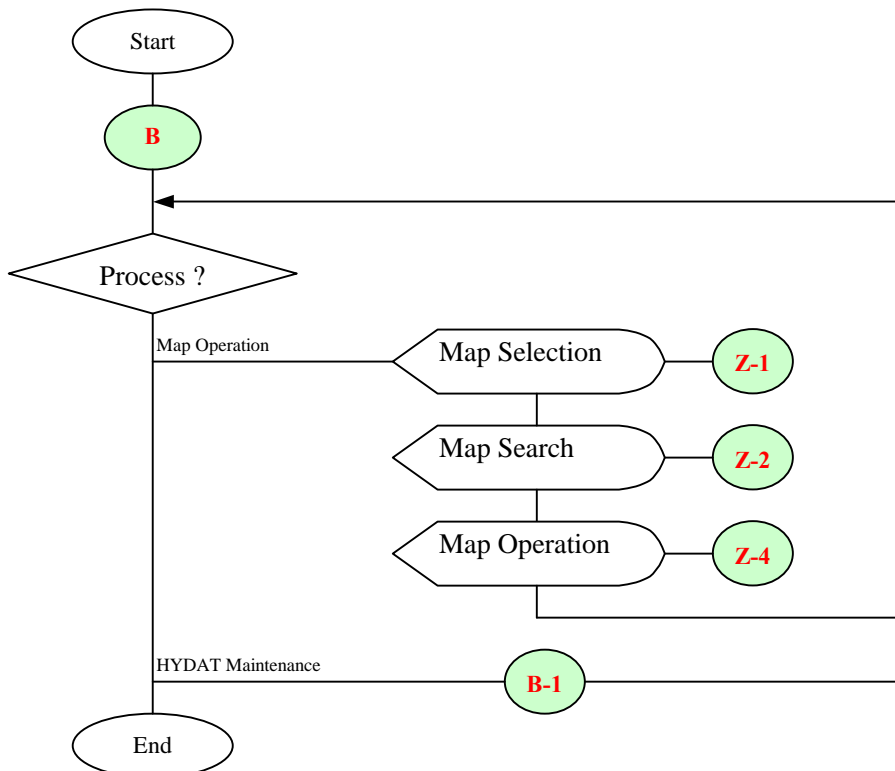 Start
B
Process ?
Map Operation
Map Selection
Z-1
Map Search
Z-2
Map Operation
Z-4
HYDAT Maintenance
B-1
End